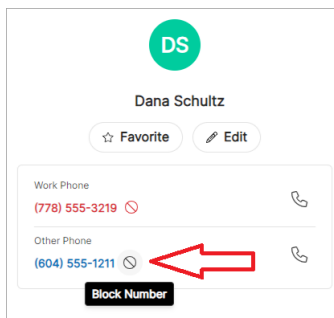 DS
Dana Schultz
Favorite Edit
Work Phone
(778) 555-3219
Other Phone
(604) 555-1211
Block Number